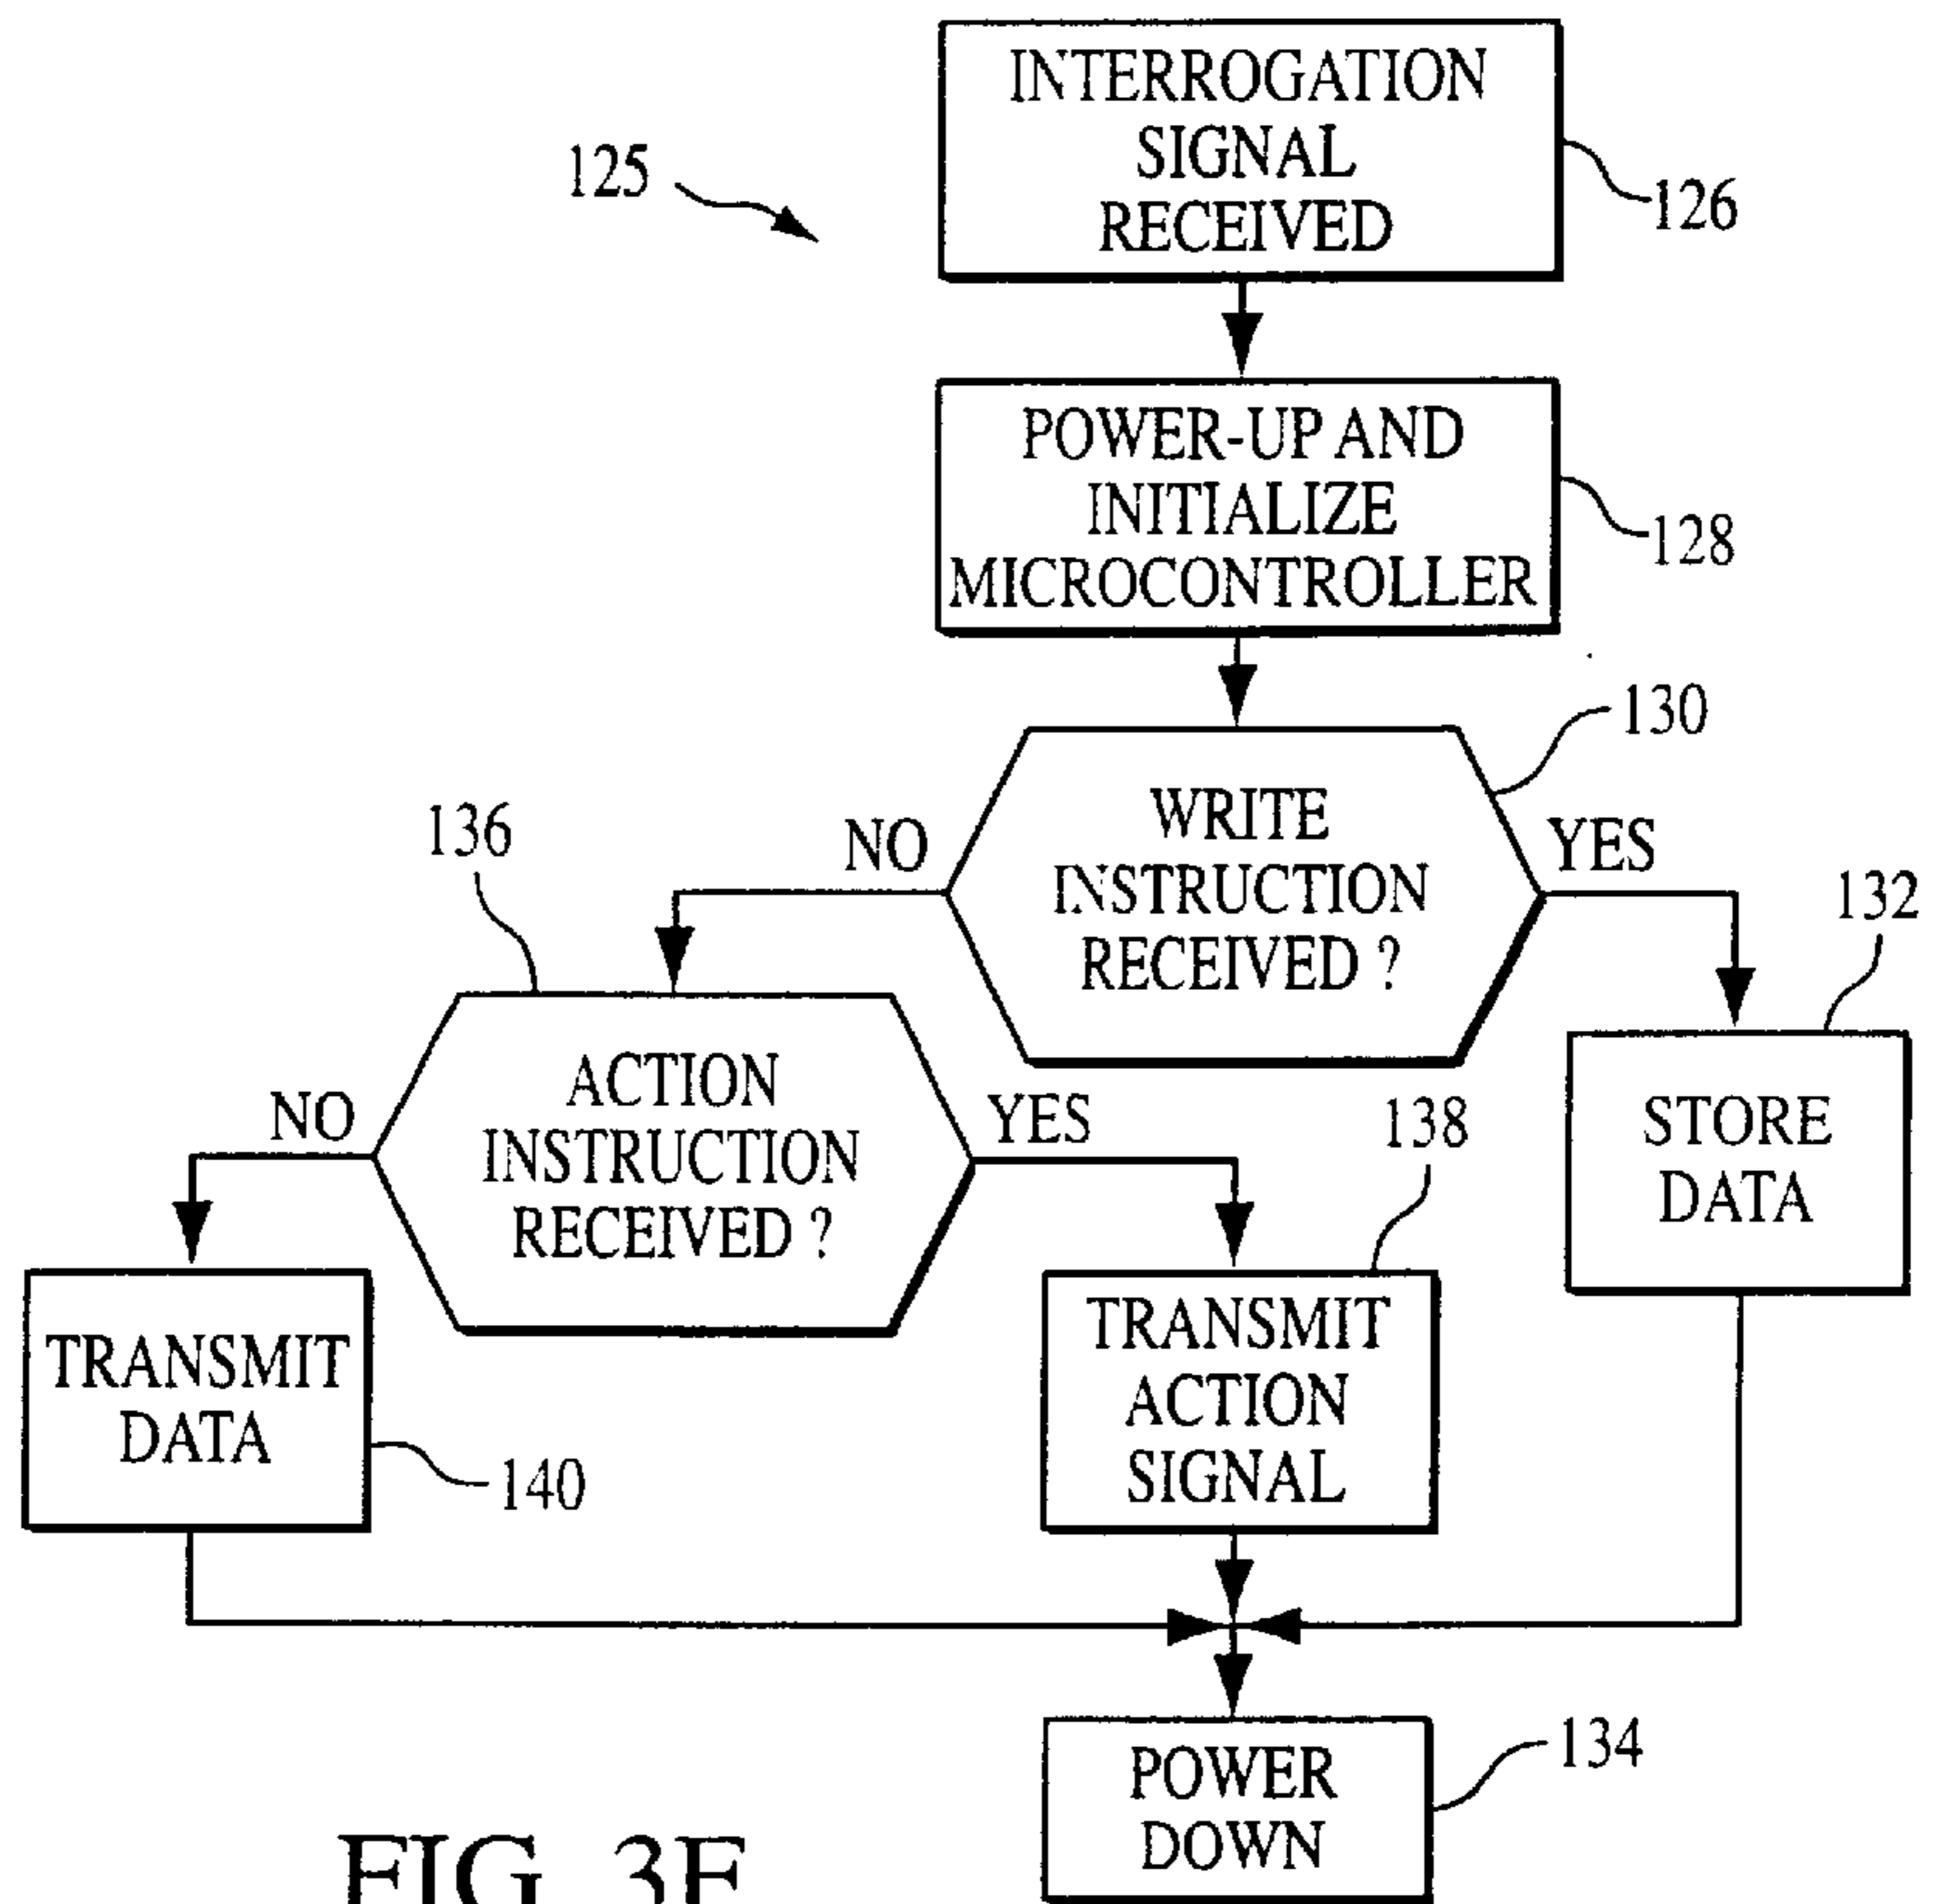 INTERROGATION
SIGNAL
RECEIVED
125
126
POWER-UP AND
INITIALIZE
MICROCONTROLLER
128
130
WRITE
INSTRUCTION
RECEIVED ?
NO
YES
136
132
ACTION
INSTRUCTION
RECEIVED ?
NO
YES
138
STORE
DATA
TRANSMIT
DATA
140
TRANSMIT
ACTION
SIGNAL
POWER
DOWN
134